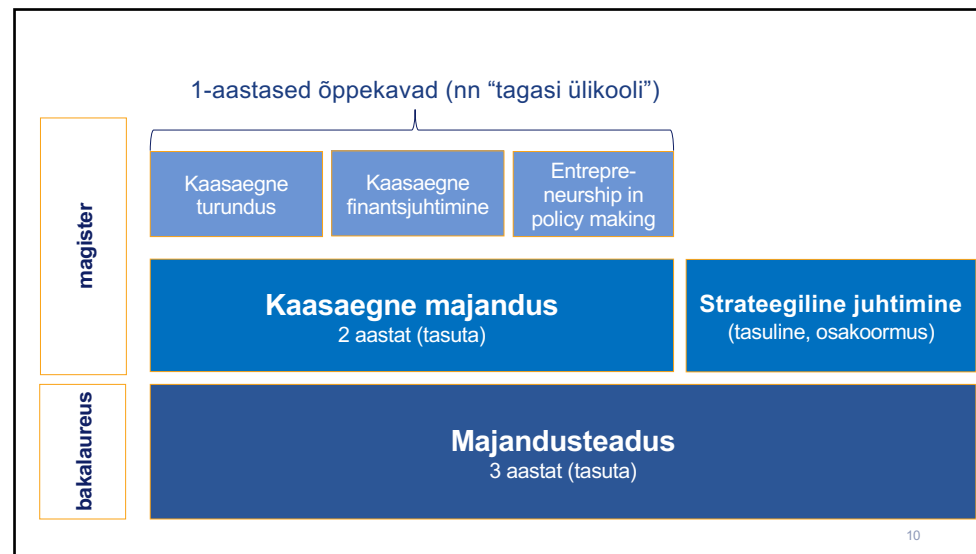 1-aastased õppekavad (nn “tagasi ülikooli”)
magister
Kaasaegne
turundus
Kaasaegne
finantsjuhtimine
Entrepre-
neurship in
policy making
Kaasaegne majandus
2 aastat (tasuta)
Strateegiline juhtimine
(tasuline, osakoormus)
bakalaureus
Majandusteadus
3 aastat (tasuta)
10